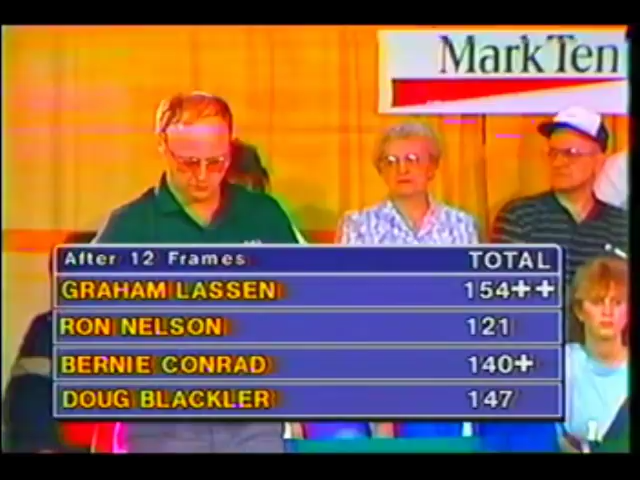 MarkTen
After 12 Frames TOTAL
GRAHAM LASSEN 154++
RON NELSON 121
BERNIE CONRAD 140+
DOUG BLACKLER 147